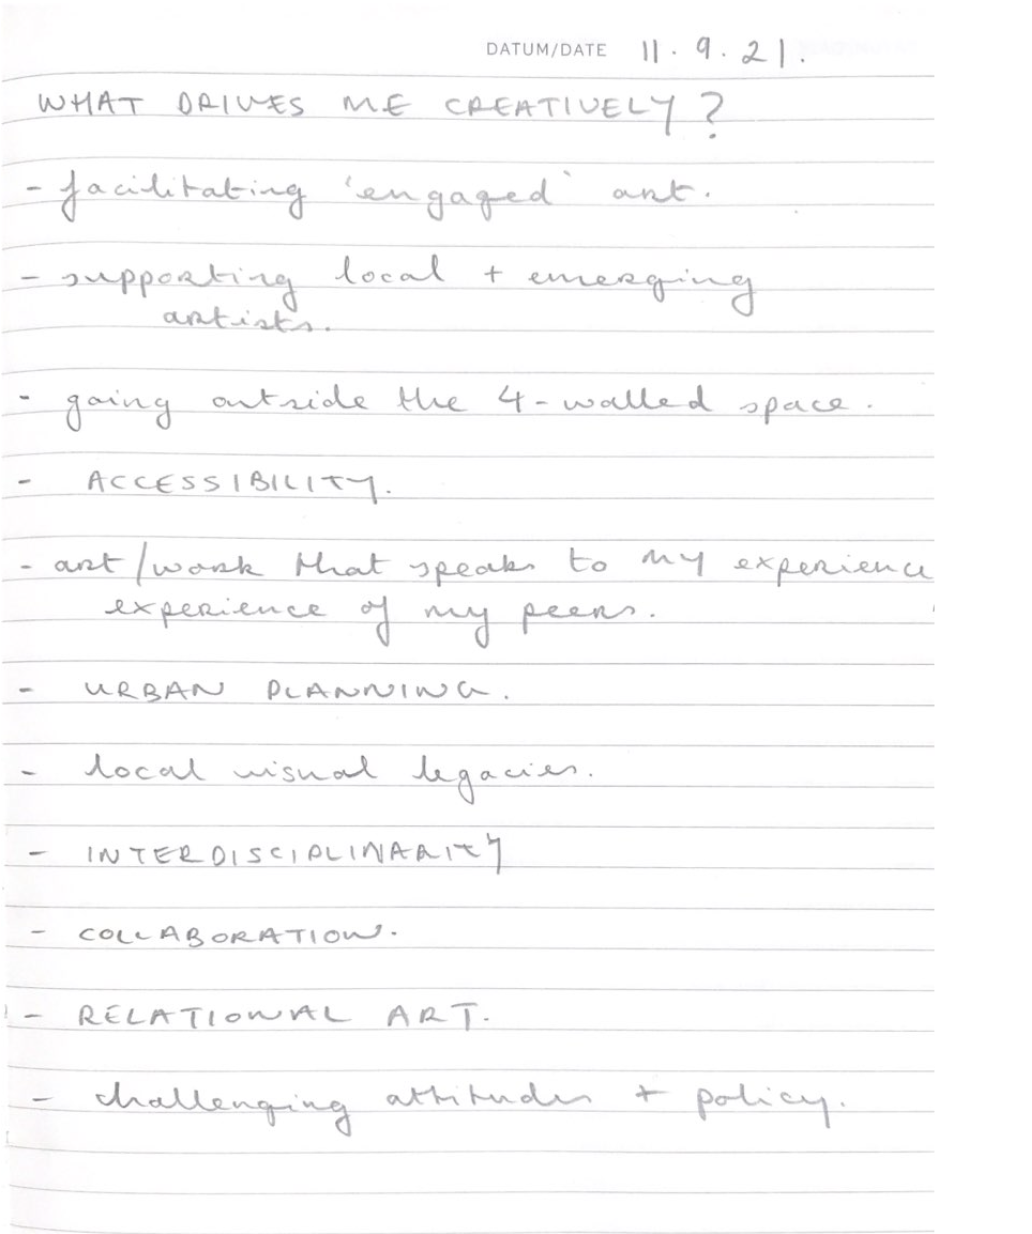 DATUM/DATE 11.9.21.
WHAT DRIVES ME CREATIVELY?
- facilitating 'engaged' art.
- supporting local + emerging
artists.
- going outside the 4-walled space.
- ACCESSIBILITY.
- art/work that speaks to my experience
experience of my peers.
- URBAN PLANNING.
- local visual legacies.
- INTERDISCIPLINARITY
- COLLABORATION.
- RELATIONAL ART.
- challenging attitudes + policy.